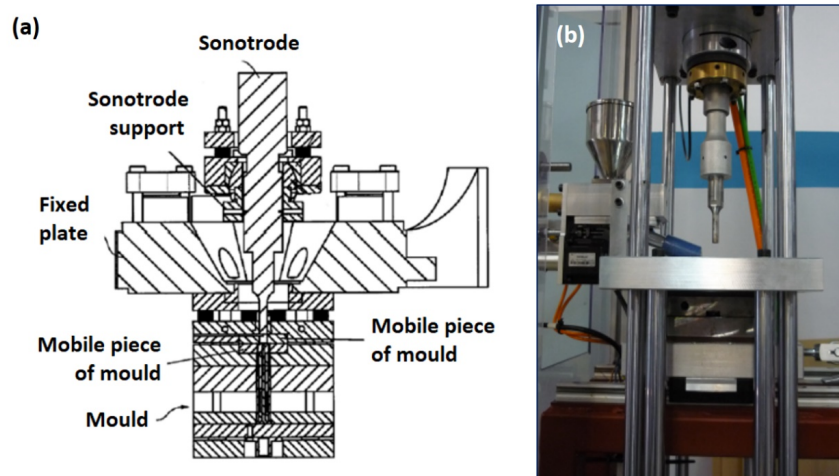 (a)
Sonotrode
Sonotrode
support
Fixed
plate
Mobile piece
of mould
Mobile piece
of mould
Mould
(b)